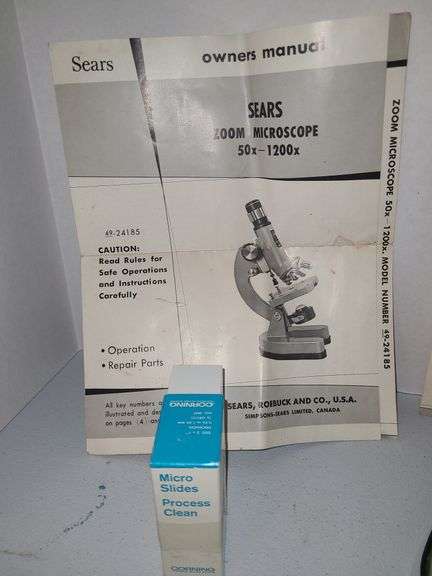 Sears
owners manual
SEARS
ZOOM MICROSCOPE
50x-1200x
49-24185
CAUTION:
Read Rules for
Safe Operations
and Instructions
Carefully
• Operation
• Repair Parts
All key numbers
illustrated and
on pages (4) and
SEARS, ROEBUCK AND CO., U.S.A.
SIMPSONS-SEARS LIMITED, CANADA
ZOOM MICROSCOPE 50x-1200x, MODEL NUMBER 49-24185
CORNING
Micro
Slides
Process
Clean
CORNING